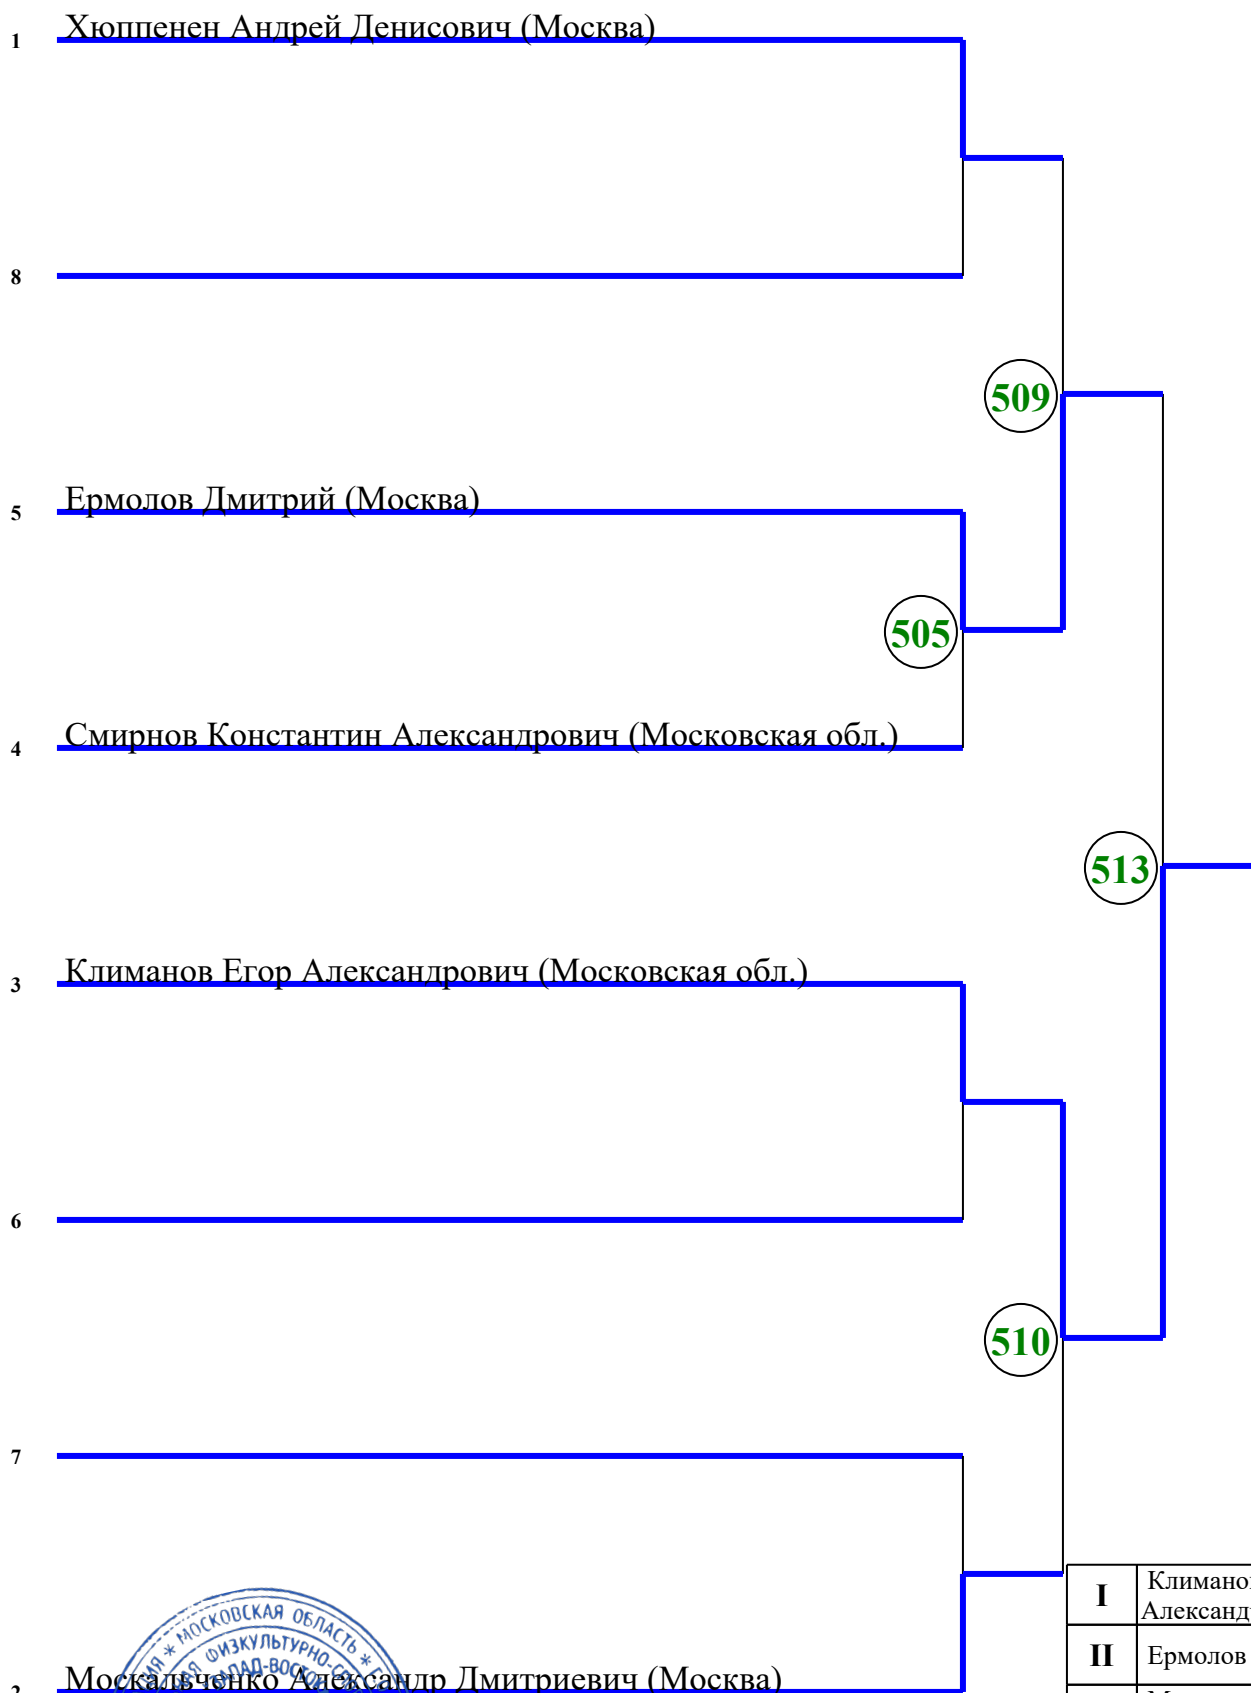 1 Хюппенен Андрей Денисович (Москва)
8
509
5 Ермолов Дмитрий (Москва)
505
4 Смирнов Константин Александрович (Московская обл.)
513
3 Климанов Егор Александрович (Московская обл.)
6
510
7
I Климанов
Александ
II Ермолов
* МОСКОВСКАЯ ОБЛАСТЬ *
ФИЗКУЛЬТУРНО-
ЗАПАД-ВОСТОК
2 Москальченко Александр Дмитриевич (Москва)